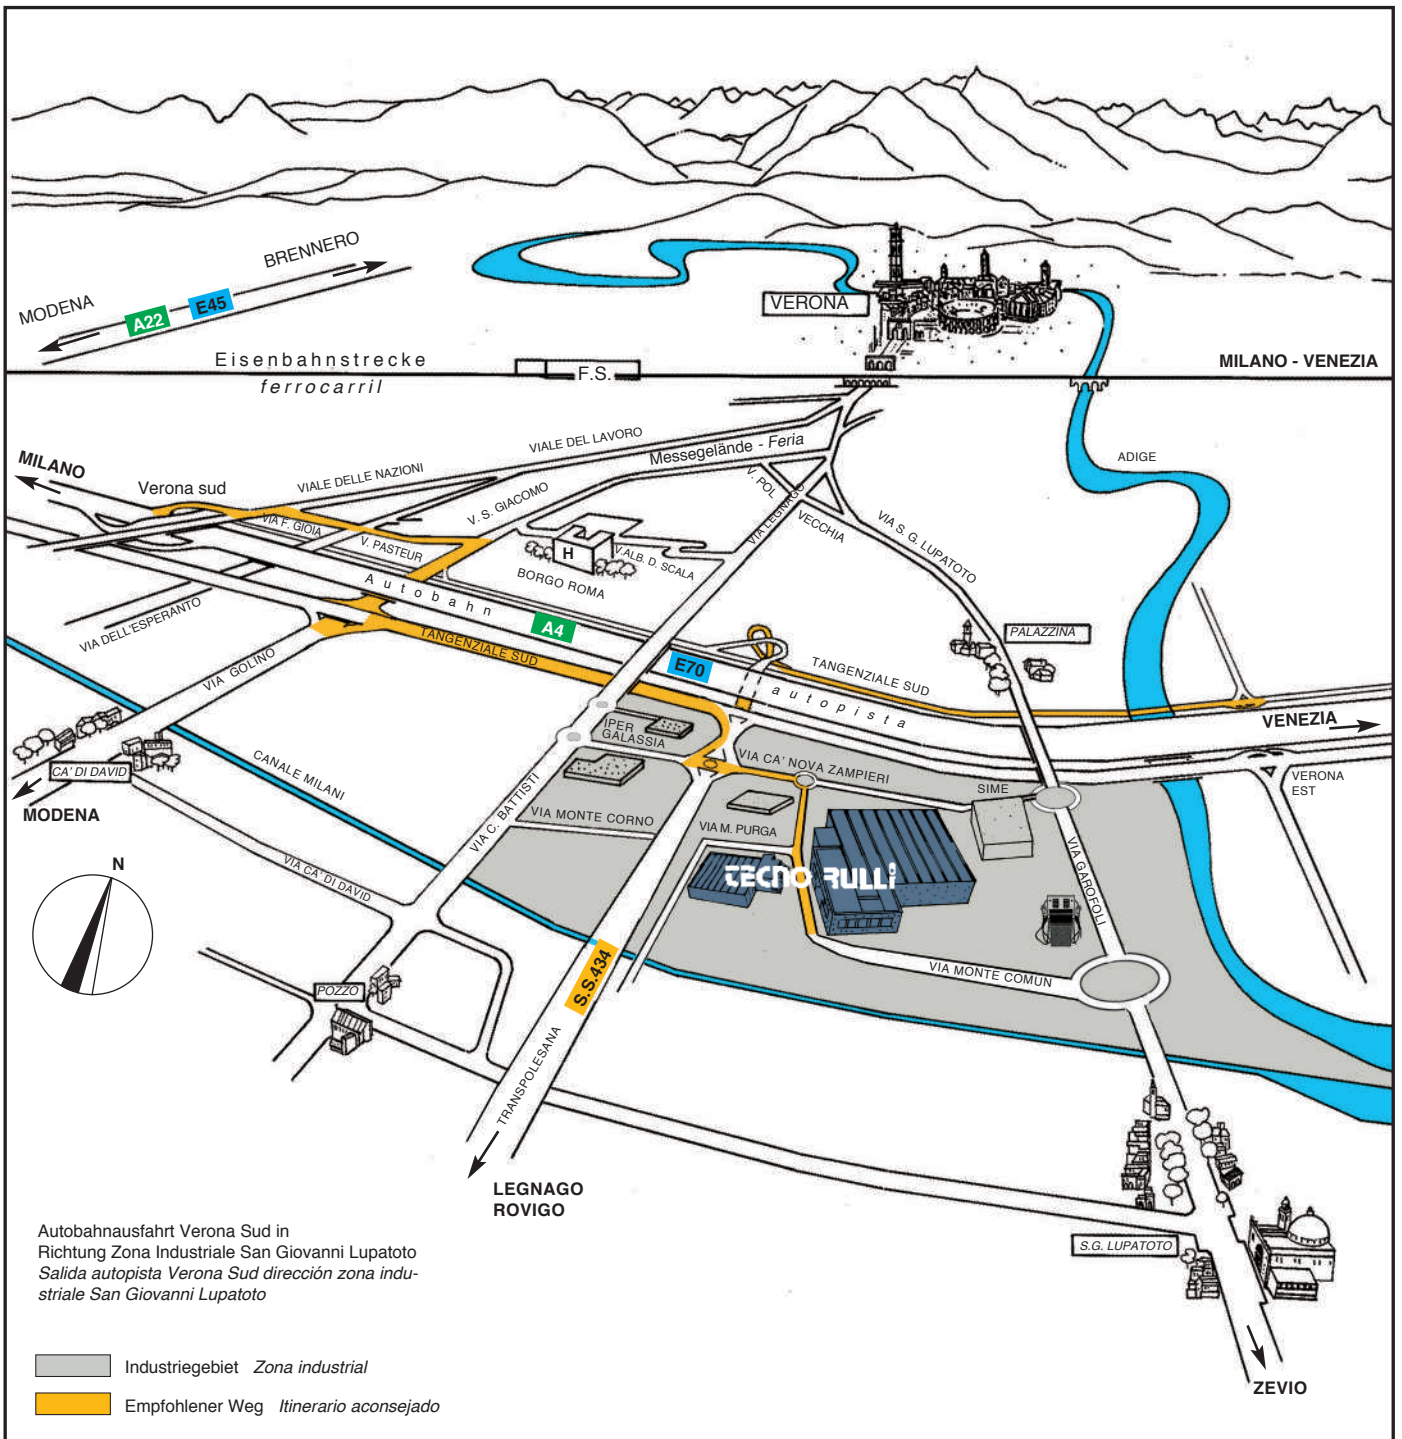 BRENNERO
MODENA
A22
E45
VERONA
Eisenbahnstrecke
ferrocarril
F.S.
MILANO - VENEZIA
MILANO
Verona sud
VIALE DEL LAVORO
VIALE DELLE NAZIONI
Messegelände - Feria
V. S. GIACOMO
V. POL
VECCHIA
VIA LEGNAGO
VIA S. G. LUPATOTO
ADIGE
VIA F. GIOIA
V. PASTEUR
H
V.ALB. D. SCALA
BORGO ROMA
Autobahn
A4
VIA DELL'ESPERANTO
TANGENZIALE SUD
E70
autopista
TANGENZIALE SUD
PALAZZINA
VIA GOLINO
VENEZIA
IPER
GALASSIA
VIA CA' NOVA ZAMPIERI
SIME
VERONA
EST
CA' DI DAVID
MODENA
CANALE MILANI
VIA C. BATTISTI
VIA MONTE CORNO
VIA M. PURGA
TECNO RULLI
VIA GAROFOLI
VIA CA' DI DAVID
N
S.S.434
VIA MONTE COMUN
POZZO
TRANSPOLESANA
LEGNAGO
ROVIGO
S.G. LUPATOTO
ZEVIO
Autobahnausfahrt Verona Sud in
Richtung Zona Industriale San Giovanni Lupatoto
Salida autopista Verona Sud dirección zona indu-
striale San Giovanni Lupatoto
Industriegebiet Zona industrial
Empfohlener Weg Itinerario aconsejado